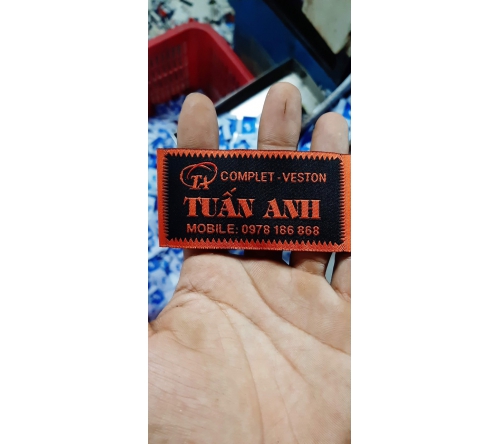 TA COMPLET - VESTON
TUẤN ANH
MOBILE: 0978 186 868